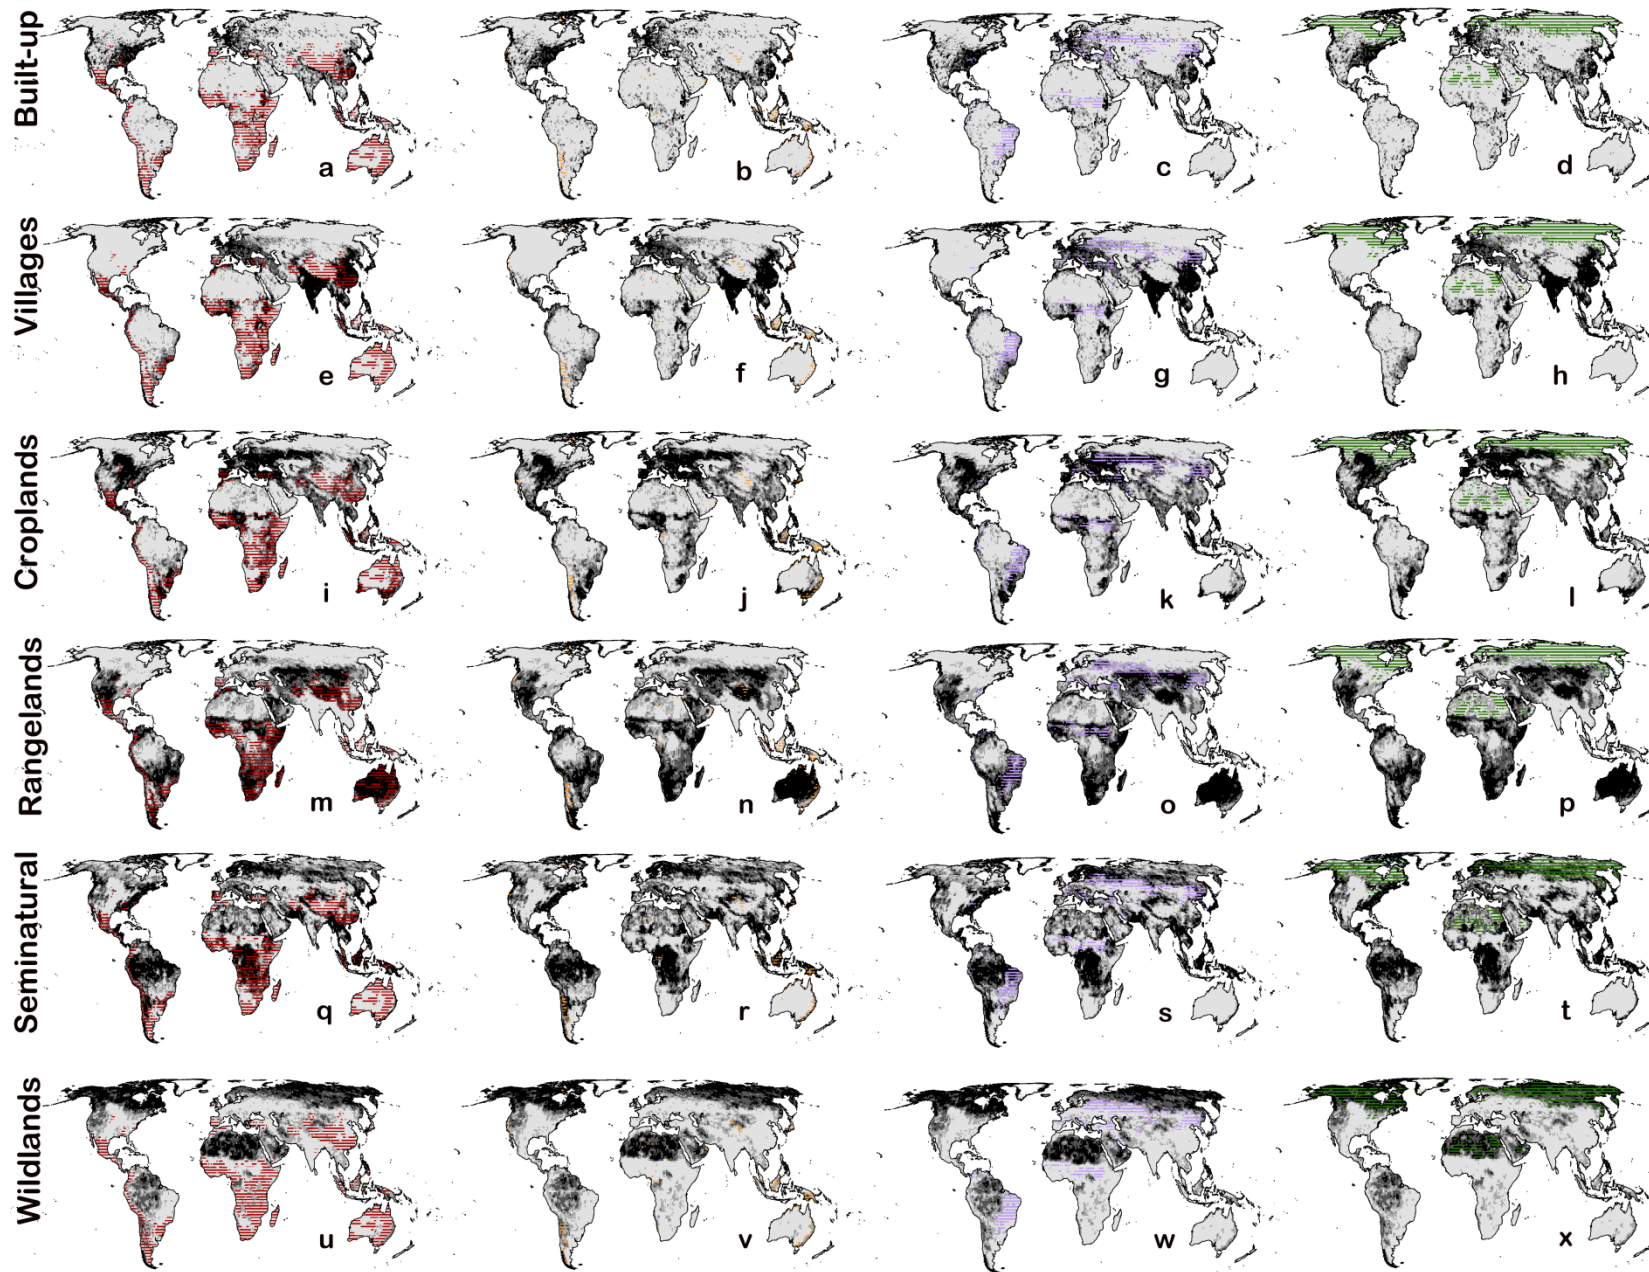 Built-up
a
b
c
d
Villages
e
f
g
h
Croplands
i
j
k
l
Rangelands
m
n
o
p
Seminatural
q
r
s
t
Wildlands
u
v
w
x